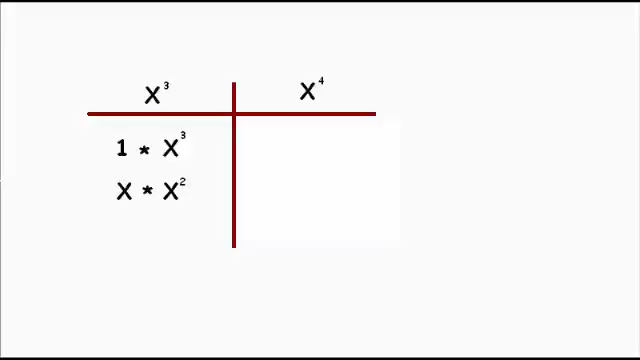 X³ X⁴
1 * X³
X * X²